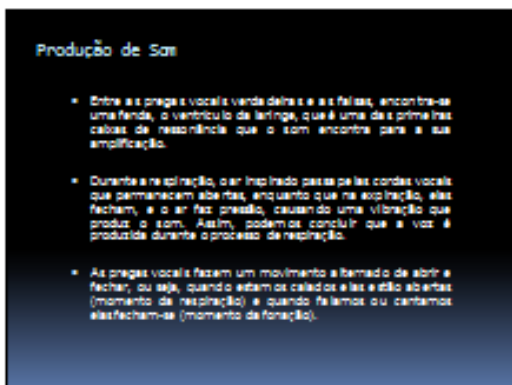 Produção de Som
Entre as pregas vocais verdadeiras e as falsas, encontra-se
uma fenda, o ventrículo da laringe, que é uma das primeiras
caixas de ressonância que o som encontra para a sua
amplificação.
Durante a respiração, o ar inspirado passa pelas cordas vocais
que permanecem abertas, enquanto que na expiração, elas
fecham, e o ar faz pressão, causando uma vibração que
produz o som. Assim, podemos concluir que a voz é
produzida durante o processo de respiração.
As pregas vocais fazem um movimento alternado de abrir e
fechar, ou seja, quando estamos calados elas estão abertas
(momento da respiração) e quando falamos ou cantamos
elas fecham-se (momento da fonação).